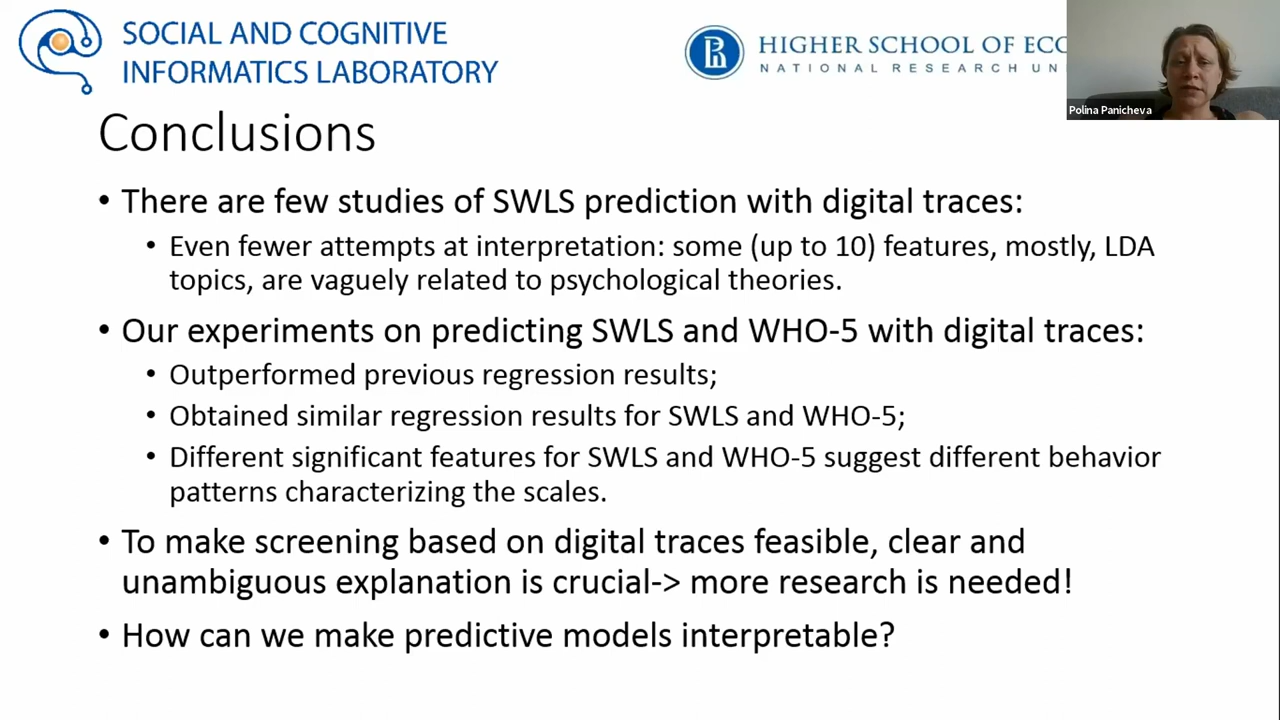 SOCIAL AND COGNITIVE
INFORMATICS LABORATORY
HIGHER SCHOOL OF
NATIONAL RESEARCH
Polina Panicheva
Conclusions
• There are few studies of SWLS prediction with digital traces:
• Even fewer attempts at interpretation: some (up to 10) features, mostly, LDA
topics, are vaguely related to psychological theories.
• Our experiments on predicting SWLS and WHO-5 with digital traces:
• Outperformed previous regression results;
• Obtained similar regression results for SWLS and WHO-5;
• Different significant features for SWLS and WHO-5 suggest different behavior
patterns characterizing the scales.
• To make screening based on digital traces feasible, clear and
unambiguous explanation is crucial-> more research is needed!
• How can we make predictive models interpretable?